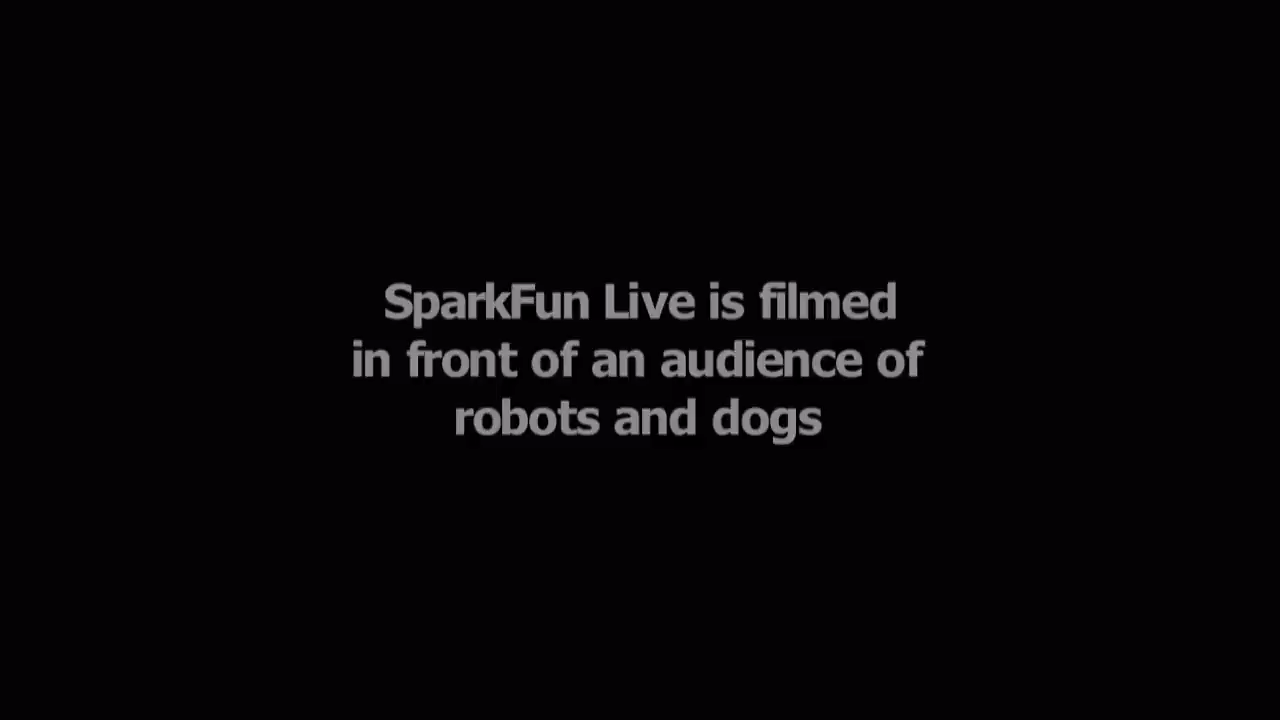 SparkFun Live is filmed
in front of an audience of
robots and dogs